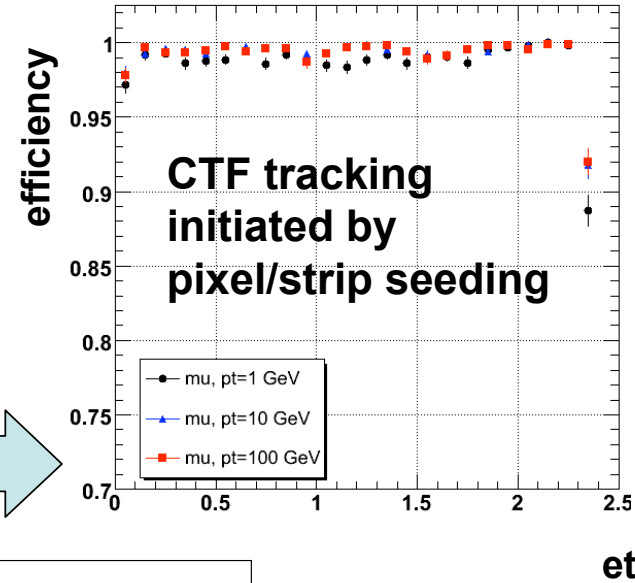 efficiency
1
0.95
0.9
0.85
0.8
0.75
0.7
CTF tracking
initiated by
pixel/strip seeding
mu, pt=1 GeV
mu, pt=10 GeV
mu, pt=100 GeV
0 0.5 1 1.5 2 2.5
et